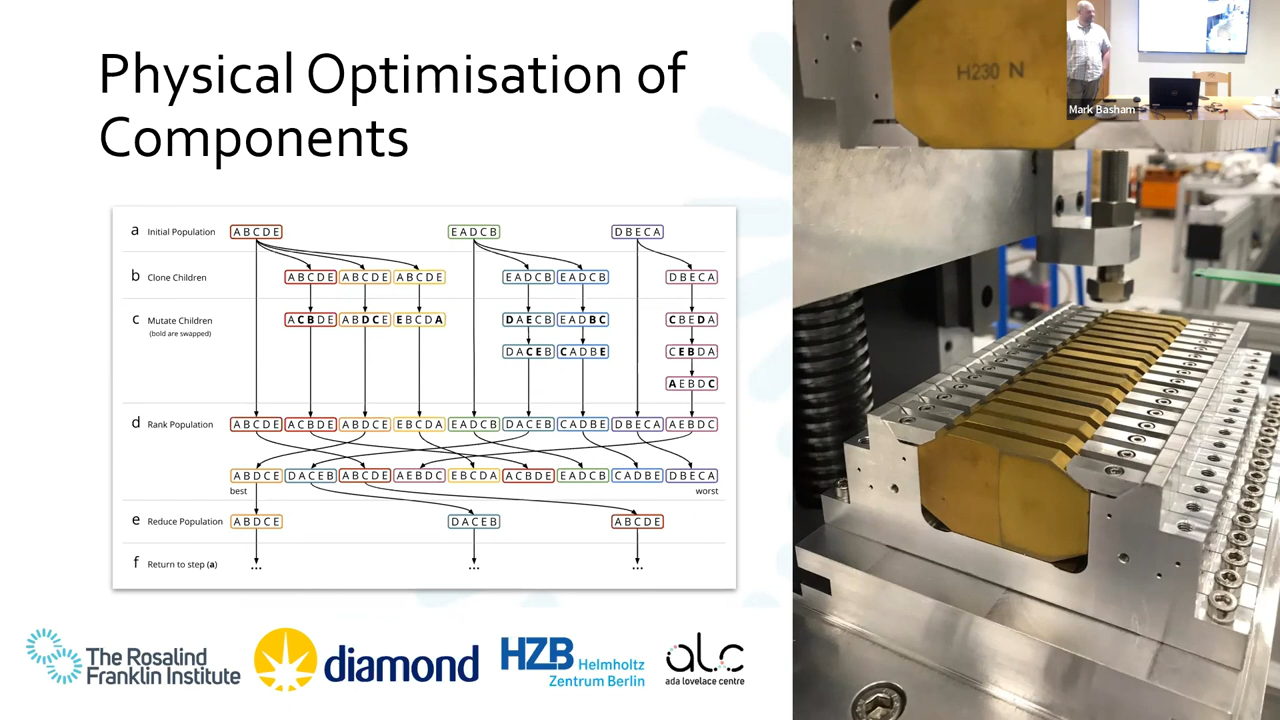 Physical Optimisation of
Components
a Initial Population ABCDE EADCB DBECA
b Clone Children ABCDE ABCDE ABCDE EADCB EADCB DBECA
c Mutate Children ACBDE ABDCE EBCDA DAECB EADBC CBEDA
(bold are swapped)
DACEB CADBE CEBDA
AEBDC
d Rank Population ABCDE ACBDE ABDCE EBCDA EADCB DACEB CADBE DBECA AEBDC
ABDCE DACEB ABCDE AEBDC EBCDA ACBDE EADCB CADBE DBECA
best worst
e Reduce Population ABDCE DACEB ABCDE
f Return to step (a) ... ... ...
The Rosalind
Franklin Institute
diamond
HZB Helmholtz
Zentrum Berlin
alc
ada lovelace centre
H230 N
Mark Basham